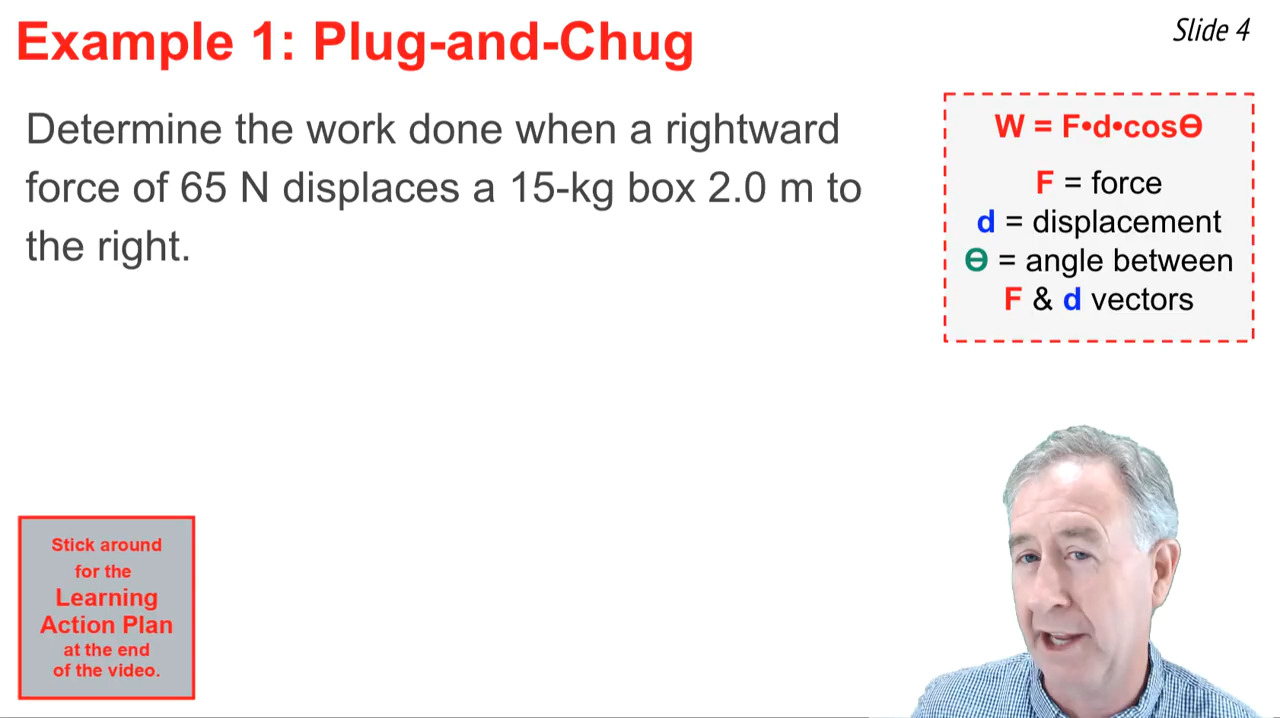 Example 1: Plug-and-Chug
Slide 4
Determine the work done when a rightward
force of 65 N displaces a 15-kg box 2.0 m to
the right.
W = F•d•cosϴ
F = force
d = displacement
ϴ = angle between
F & d vectors
Stick around
for the
Learning
Action Plan
at the end
of the video.